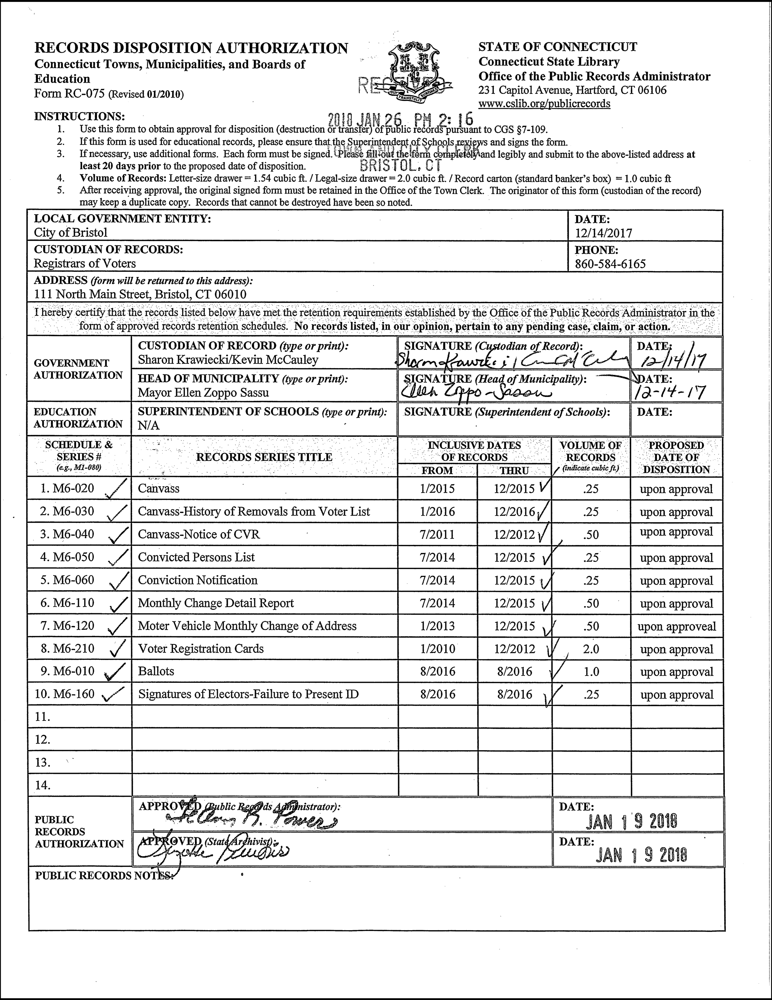 RECORDS DISPOSITION AUTHORIZATION
Connecticut Towns, Municipalities, and Boards of
Education
Form RC-075 (Revised 01/2010)
STATE OF CONNECTICUT
Connecticut State Library
Office of the Public Records Administrator
231 Capitol Avenue, Hartford, CT 06106
www.cslib.org/publicrecords
RECEIVED
QUI TRANSTULIT SUSTINET
2018 JAN 26 PM 2: 16
TOWN AND CITY CLERK
BRISTOL, CT
INSTRUCTIONS:
1. Use this form to obtain approval for disposition (destruction or transfer) of public records pursuant to CGS §7-109.
2. If this form is used for educational records, please ensure that the Superintendent of Schools reviews and signs the form.
3. If necessary, use additional forms. Each form must be signed. Please fill-out the form completely and legibly and submit to the above-listed address at
least 20 days prior to the proposed date of disposition.
4. Volume of Records: Letter-size drawer = 1.54 cubic ft. / Legal-size drawer = 2.0 cubic ft. / Record carton (standard banker's box) = 1.0 cubic ft
5. After receiving approval, the original signed form must be retained in the Office of the Town Clerk. The originator of this form (custodian of the record)
may keep a duplicate copy. Records that cannot be destroyed have been so noted.
LOCAL GOVERNMENT ENTITY: DATE:
City of Bristol 12/14/2017
CUSTODIAN OF RECORDS: PHONE:
Registrars of Voters 860-584-6165
ADDRESS (form will be returned to this address):
111 North Main Street, Bristol, CT 06010
I hereby certify that the records listed below have met the retention requirements established by the Office of the Public Records Administrator in the
form of approved records retention schedules. No records listed, in our opinion, pertain to any pending case, claim, or action.
GOVERNMENT
AUTHORIZATION
CUSTODIAN OF RECORD (type or print): SIGNATURE (Custodian of Record): DATE:
Sharon Krawiecki/Kevin McCauley Sharon Krawiecki / 12/14/17
HEAD OF MUNICIPALITY (type or print): SIGNATURE (Head of Municipality): DATE:
Mayor Ellen Zoppo Sassu Ellen Zoppo-Sassu 12-14-17
EDUCATION
AUTHORIZATION
SUPERINTENDENT OF SCHOOLS (type or print): SIGNATURE (Superintendent of Schools): DATE:
N/A
SCHEDULE &
SERIES #
(e.g., M1-080)
RECORDS SERIES TITLE
INCLUSIVE DATES
OF RECORDS
FROM THRU
VOLUME OF
RECORDS
(indicate cubic ft.)
PROPOSED
DATE OF
DISPOSITION
1. M6-020 Canvass 1/2015 12/2015 .25 upon approval
2. M6-030 Canvass-History of Removals from Voter List 1/2016 12/2016 .25 upon approval
3. M6-040 Canvass-Notice of CVR 7/2011 12/2012 .50 upon approval
4. M6-050 Convicted Persons List 7/2014 12/2015 .25 upon approval
5. M6-060 Conviction Notification 7/2014 12/2015 .25 upon approval
6. M6-110 Monthly Change Detail Report 7/2014 12/2015 .50 upon approval
7. M6-120 Moter Vehicle Monthly Change of Address 1/2013 12/2015 .50 upon approveal
8. M6-210 Voter Registration Cards 1/2010 12/2012 2.0 upon approval
9. M6-010 Ballots 8/2016 8/2016 1.0 upon approval
10. M6-160 Signatures of Electors-Failure to Present ID 8/2016 8/2016 .25 upon approval
11.
12.
13.
14.
PUBLIC
RECORDS
AUTHORIZATION
APPROVED (Public Records Administrator): DATE:
R. Power JAN 19 2018
APPROVED (State Archivist): DATE:
JAN 19 2018
PUBLIC RECORDS NOTES: